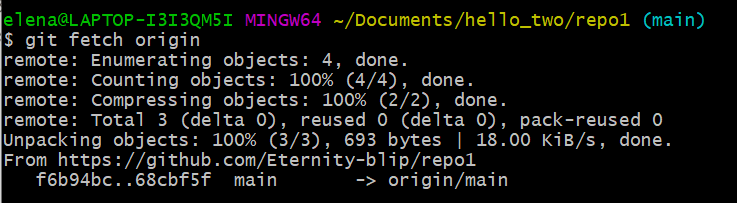 elena@LAPTOP-I3I3QM5I MINGW64 ~/Documents/hello_two/repo1 (main)
$ git fetch origin
remote: Enumerating objects: 4, done.
remote: Counting objects: 100% (4/4), done.
remote: Compressing objects: 100% (2/2), done.
remote: Total 3 (delta 0), reused 0 (delta 0), pack-reused 0
Unpacking objects: 100% (3/3), 693 bytes | 18.00 KiB/s, done.
From https://github.com/Eternity-blip/repo1
   f6b94bc..68cbf5f  main       -> origin/main